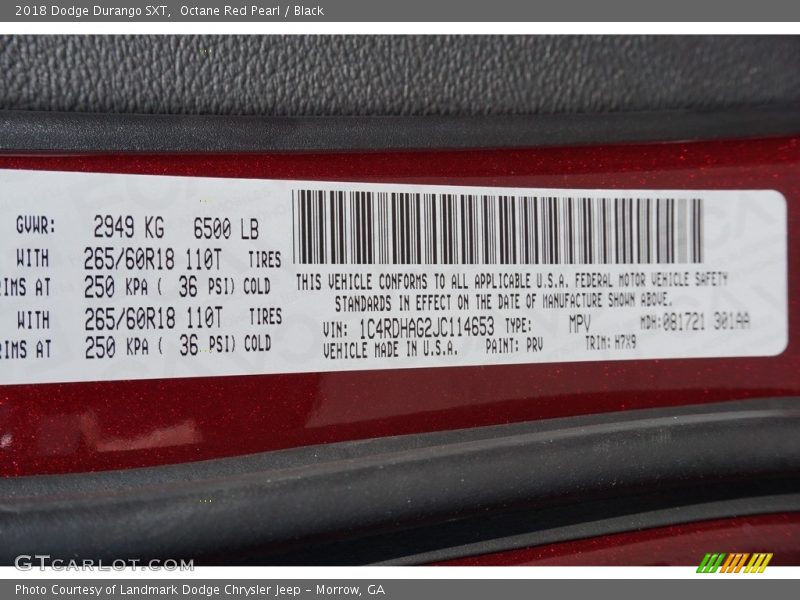 2018 Dodge Durango SXT, Octane Red Pearl / Black
GVWR: 2949 KG 6500 LB
WITH 265/60R18 110T TIRES
RIMS AT 250 KPA ( 36 PSI) COLD
WITH 265/60R18 110T TIRES
RIMS AT 250 KPA ( 36 PSI) COLD
THIS VEHICLE CONFORMS TO ALL APPLICABLE U.S.A. FEDERAL MOTOR VEHICLE SAFETY
STANDARDS IN EFFECT ON THE DATE OF MANUFACTURE SHOWN ABOVE.
VIN: 1C4RDHAG2JC114653 TYPE: MPV MDH:081721 301AA
VEHICLE MADE IN U.S.A. PAINT: PRV TRIM: H7X9
GTCARLOT.COM
Photo Courtesy of Landmark Dodge Chrysler Jeep – Morrow, GA